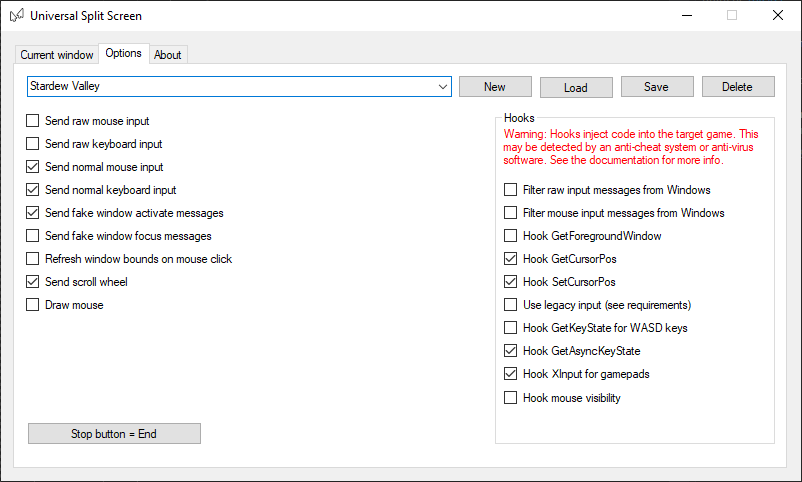 Universal Split Screen
Current window Options About
Stardew Valley New Load Save Delete
Send raw mouse input
Send raw keyboard input
Send normal mouse input
Send normal keyboard input
Send fake window activate messages
Send fake window focus messages
Refresh window bounds on mouse click
Send scroll wheel
Draw mouse
Stop button = End
Hooks
Warning: Hooks inject code into the target game. This
may be detected by an anti-cheat system or anti-virus
software. See the documentation for more info.
Filter raw input messages from Windows
Filter mouse input messages from Windows
Hook GetForegroundWindow
Hook GetCursorPos
Hook SetCursorPos
Use legacy input (see requirements)
Hook GetKeyState for WASD keys
Hook GetAsyncKeyState
Hook XInput for gamepads
Hook mouse visibility